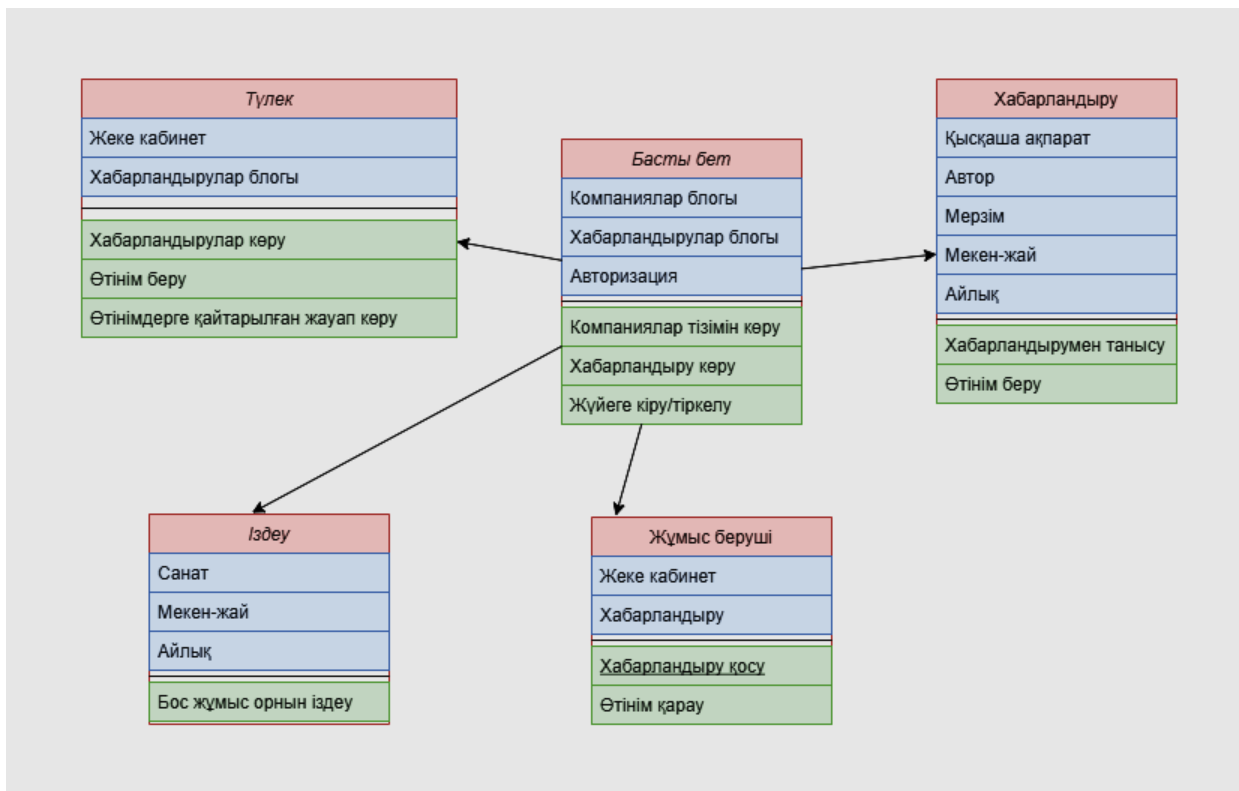 Түлек
Жеке кабинет
Хабарландырулар блогы
Хабарландырулар көру
Өтінім беру
Өтінімдерге қайтарылған жауап көру
Басты бет
Компаниялар блогы
Хабарландырулар блогы
Авторизация
Компаниялар тізімін көру
Хабарландыру көру
Жүйеге кіру/тіркелу
Хабарландыру
Қысқаша ақпарат
Автор
Мерзім
Мекен-жай
Айлық
Хабарландырумен танысу
Өтінім беру
Іздеу
Санат
Мекен-жай
Айлық
Бос жұмыс орнын іздеу
Жұмыс беруші
Жеке кабинет
Хабарландыру
Хабарландыру қосу
Өтінім қарау